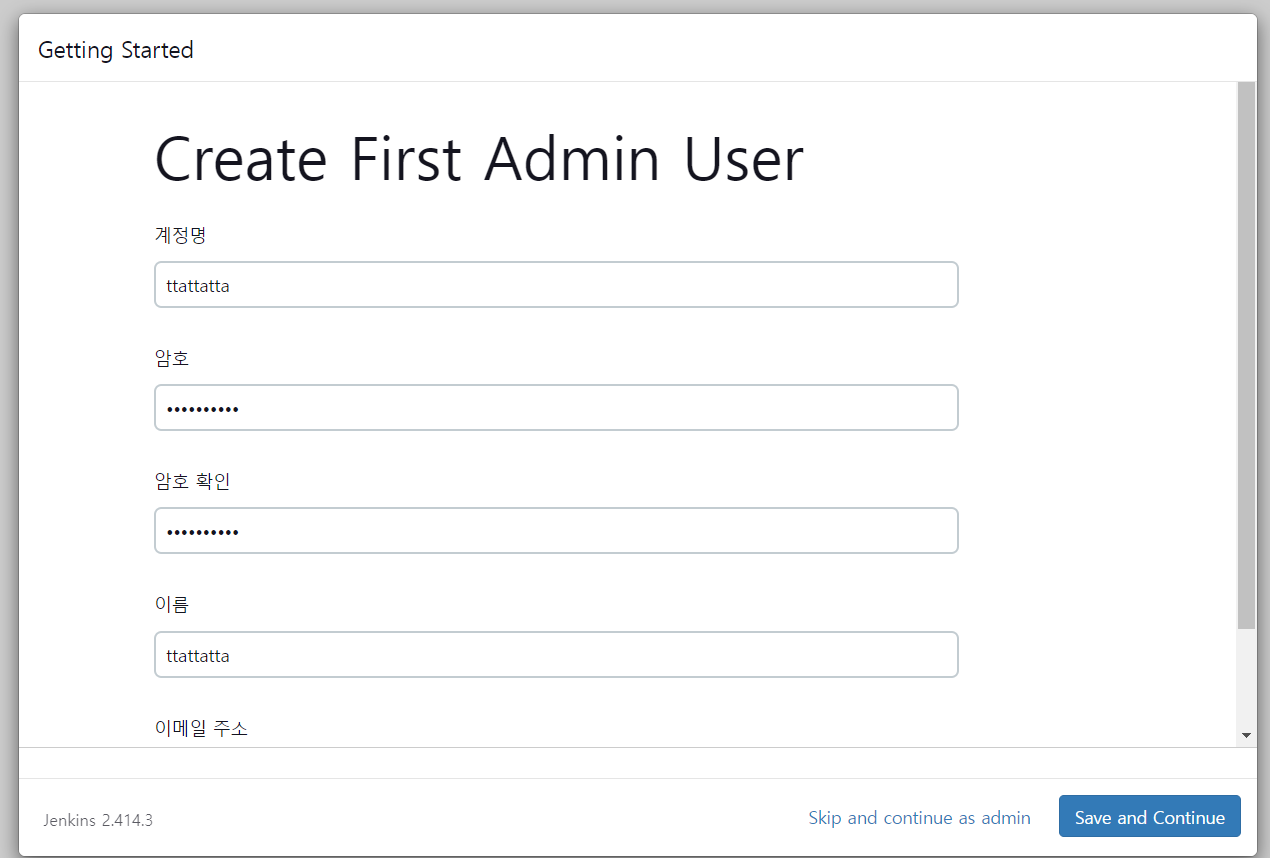 Getting Started
Create First Admin User
계정명
ttattatta
암호
••••••••••
암호 확인
••••••••••
이름
ttattatta
이메일 주소
Jenkins 2.414.3
Skip and continue as admin
Save and Continue